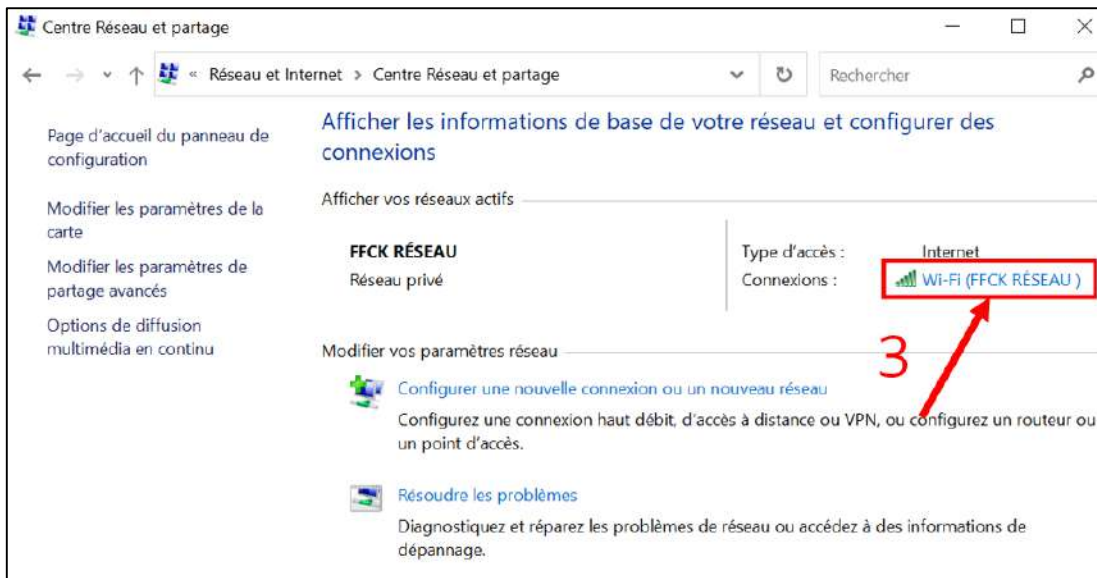 Centre Réseau et partage
« Réseau et Internet > Centre Réseau et partage
Rechercher
Page d'accueil du panneau de
configuration
Modifier les paramètres de la
carte
Modifier les paramètres de
partage avancés
Options de diffusion
multimédia en continu
Afficher les informations de base de votre réseau et configurer des
connexions
Afficher vos réseaux actifs
FFCK RÉSEAU
Réseau privé
Type d'accès : Internet
Connexions : Wi-Fi (FFCK RÉSEAU )
3
Modifier vos paramètres réseau
Configurer une nouvelle connexion ou un nouveau réseau
Configurez une connexion haut débit, d'accès à distance ou VPN, ou configurez un routeur ou
un point d'accès.
Résoudre les problèmes
Diagnostiquez et réparez les problèmes de réseau ou accédez à des informations de
dépannage.